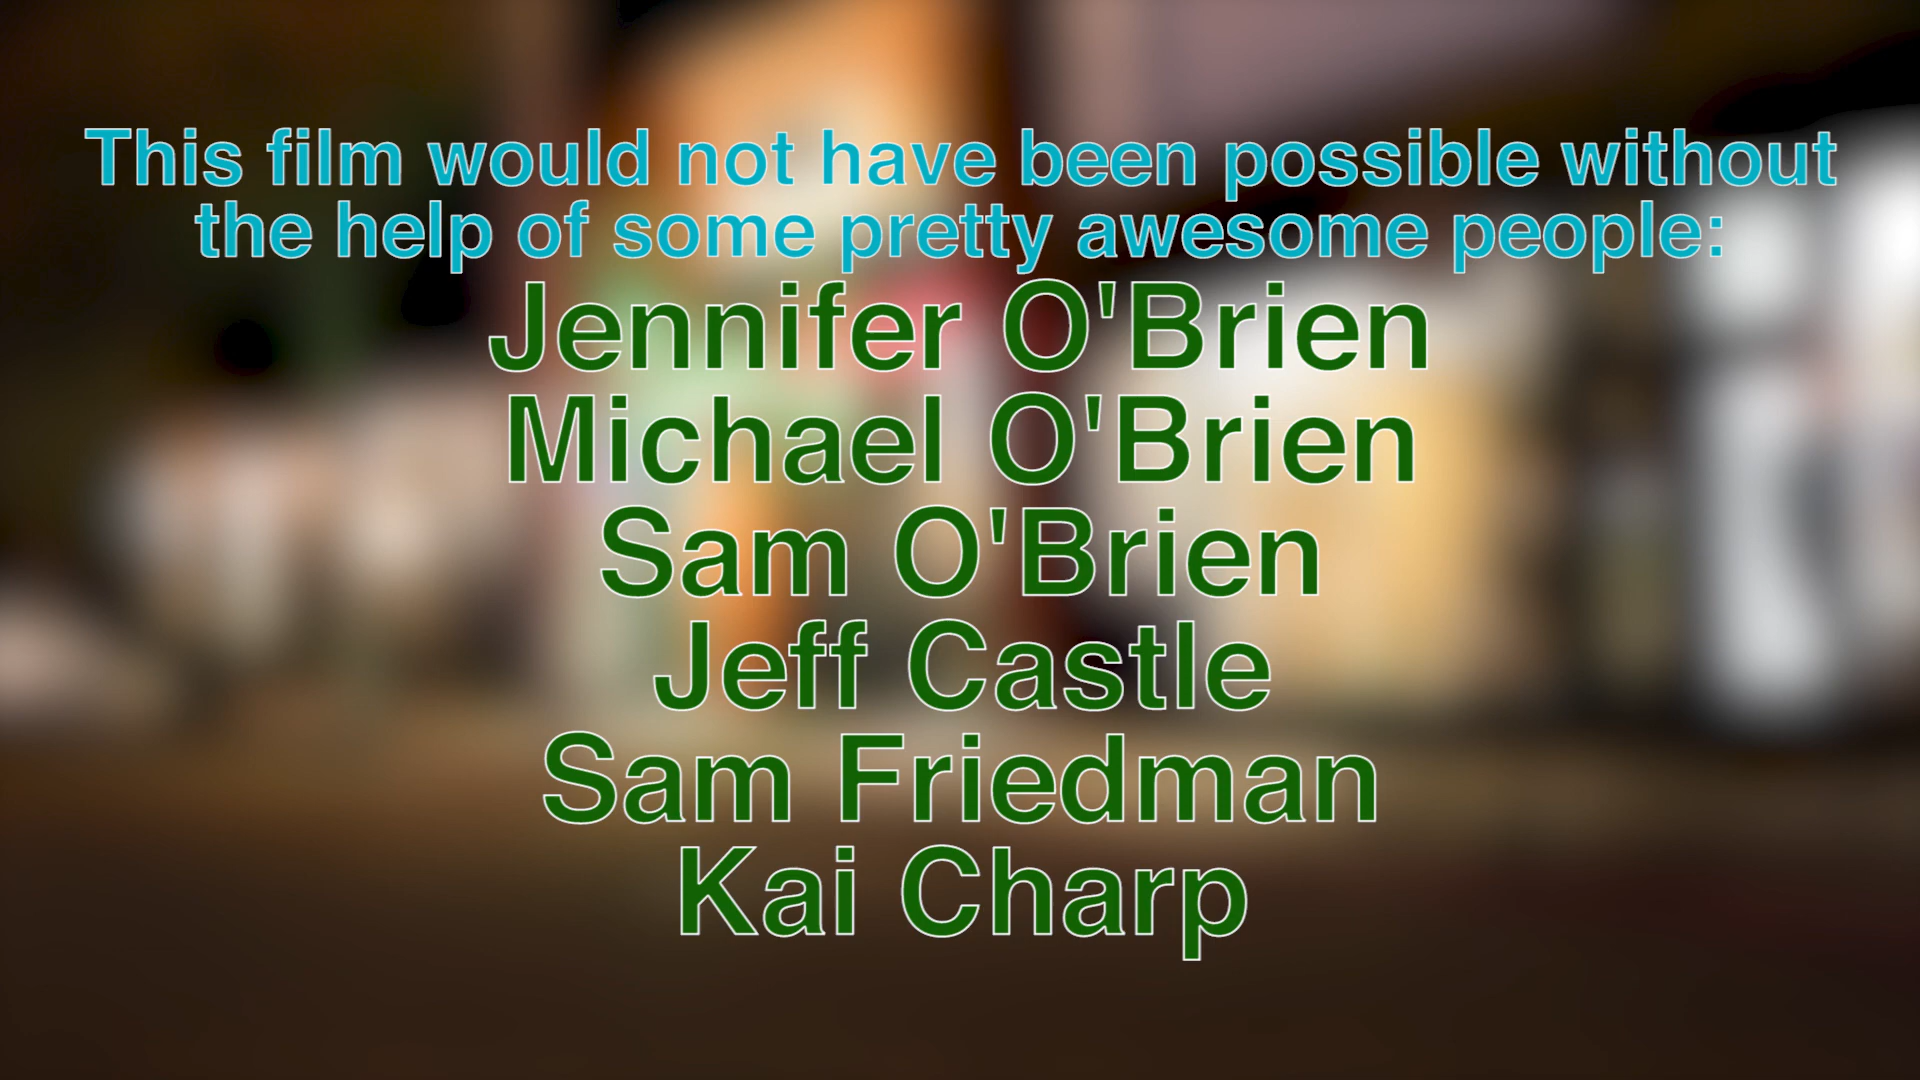 This film would not have been possible without
the help of some pretty awesome people:
Jennifer O'Brien
Michael O'Brien
Sam O'Brien
Jeff Castle
Sam Friedman
Kai Charp